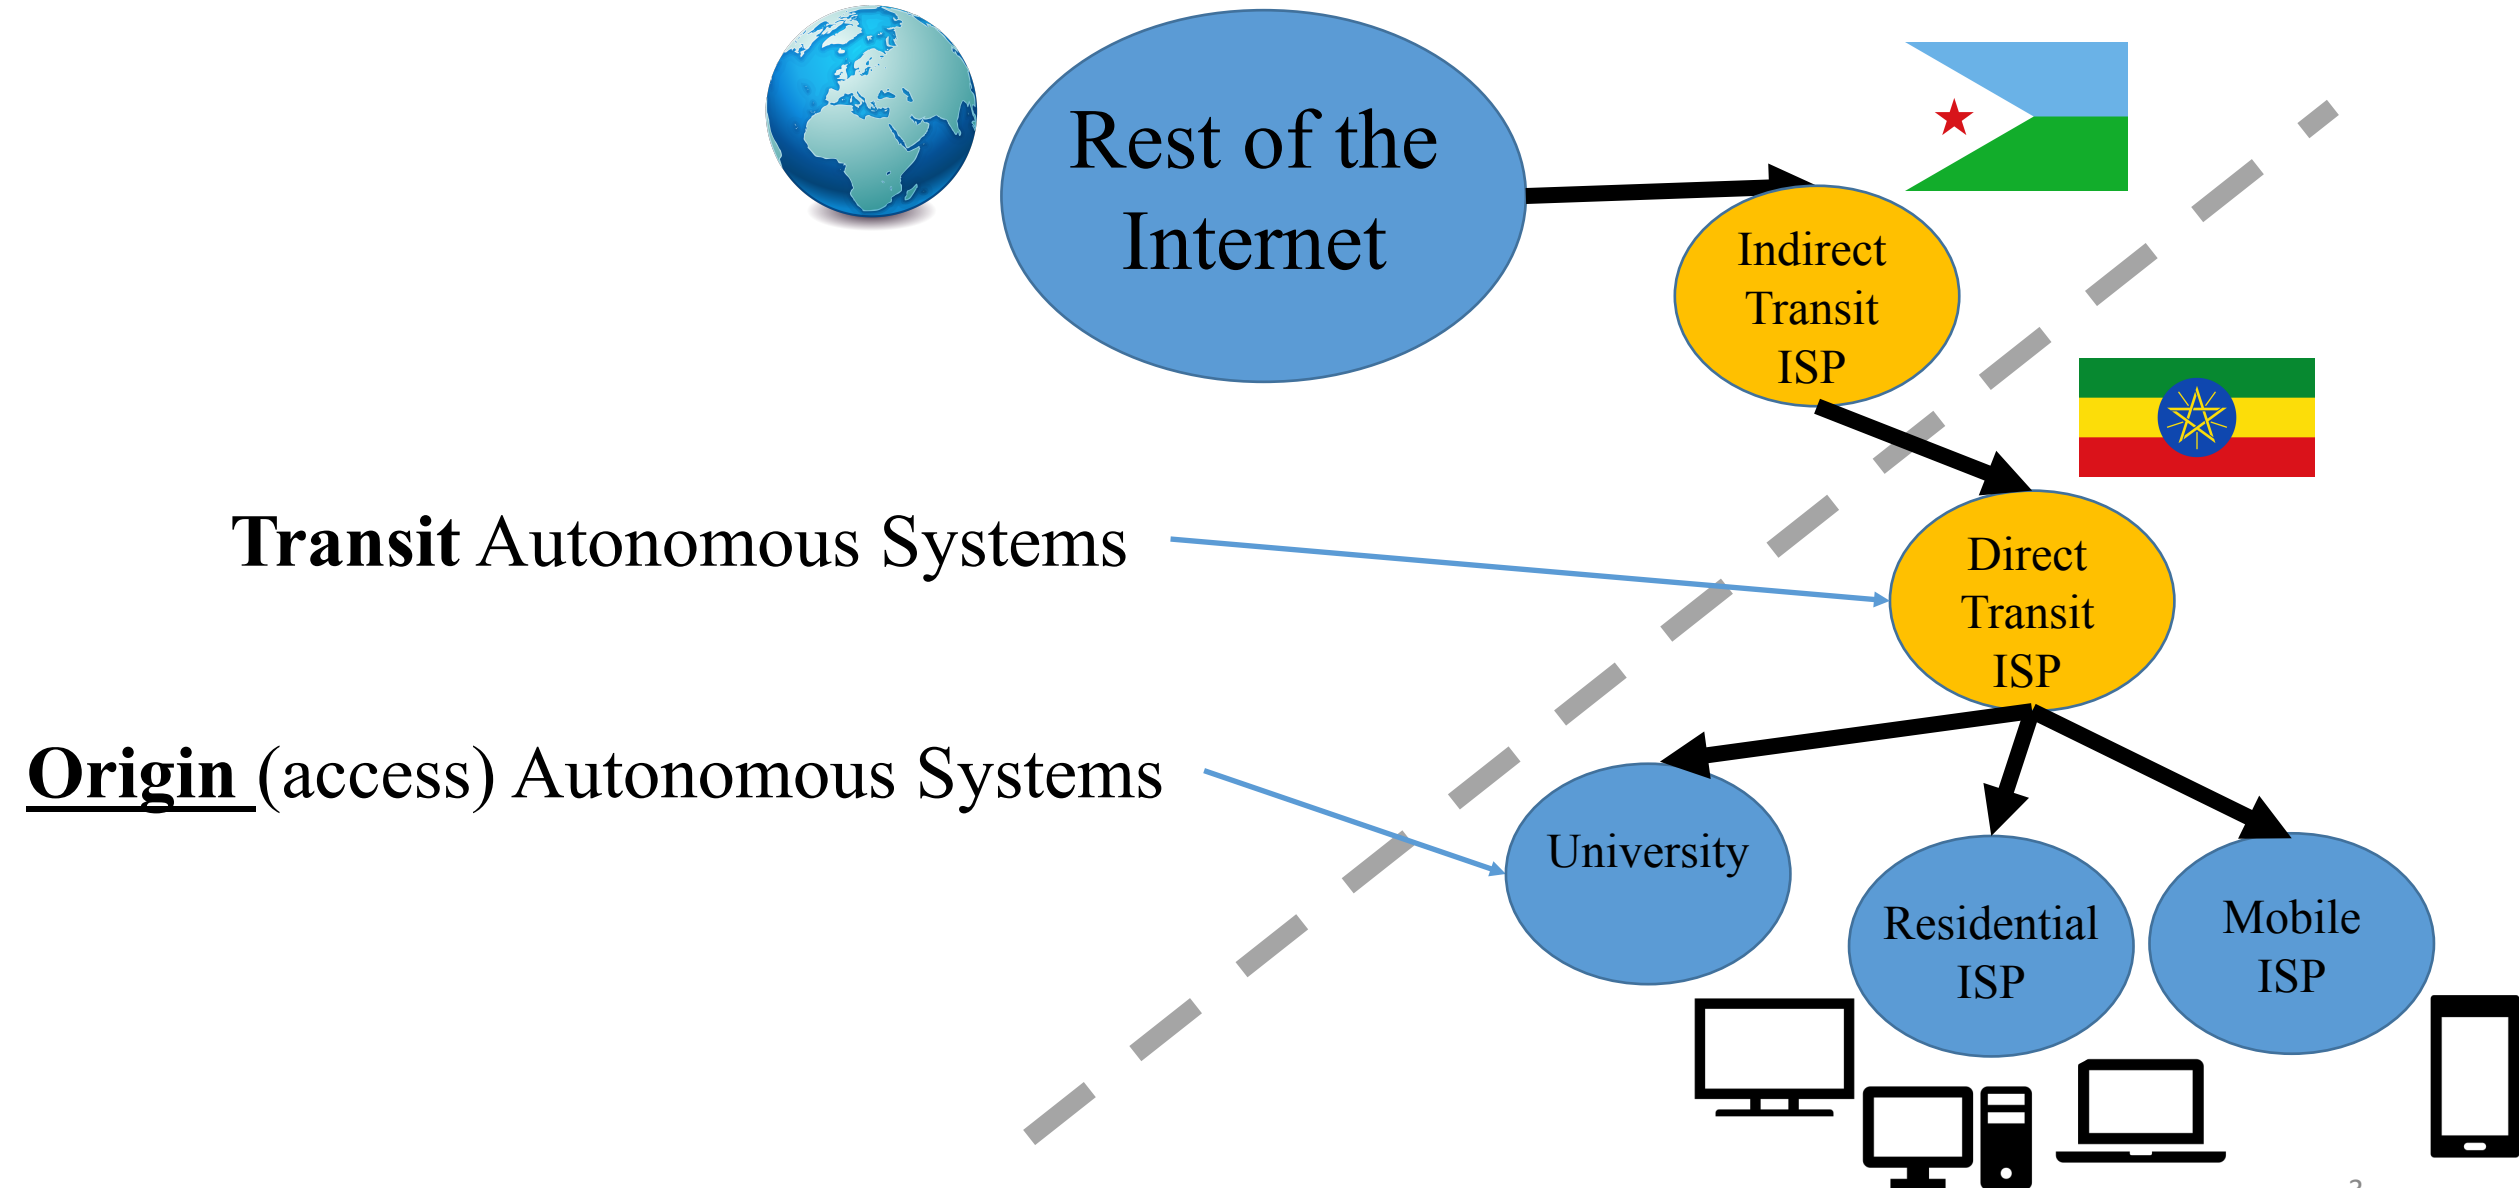 Rest of the
Internet
Indirect
Transit
ISP
Transit Autonomous Systems
Direct
Transit
ISP
Origin (access) Autonomous Systems
University
Residential
ISP
Mobile
ISP